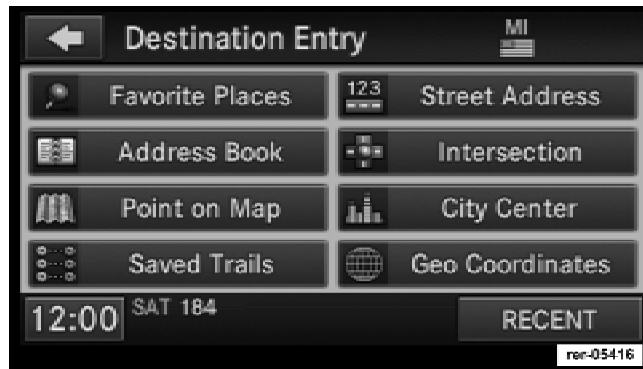 Destination Entry MI
Favorite Places 123 Street Address
Address Book Intersection
Point on Map City Center
Saved Trails Geo Coordinates
12:00 SAT 184 RECENT
rer-05416